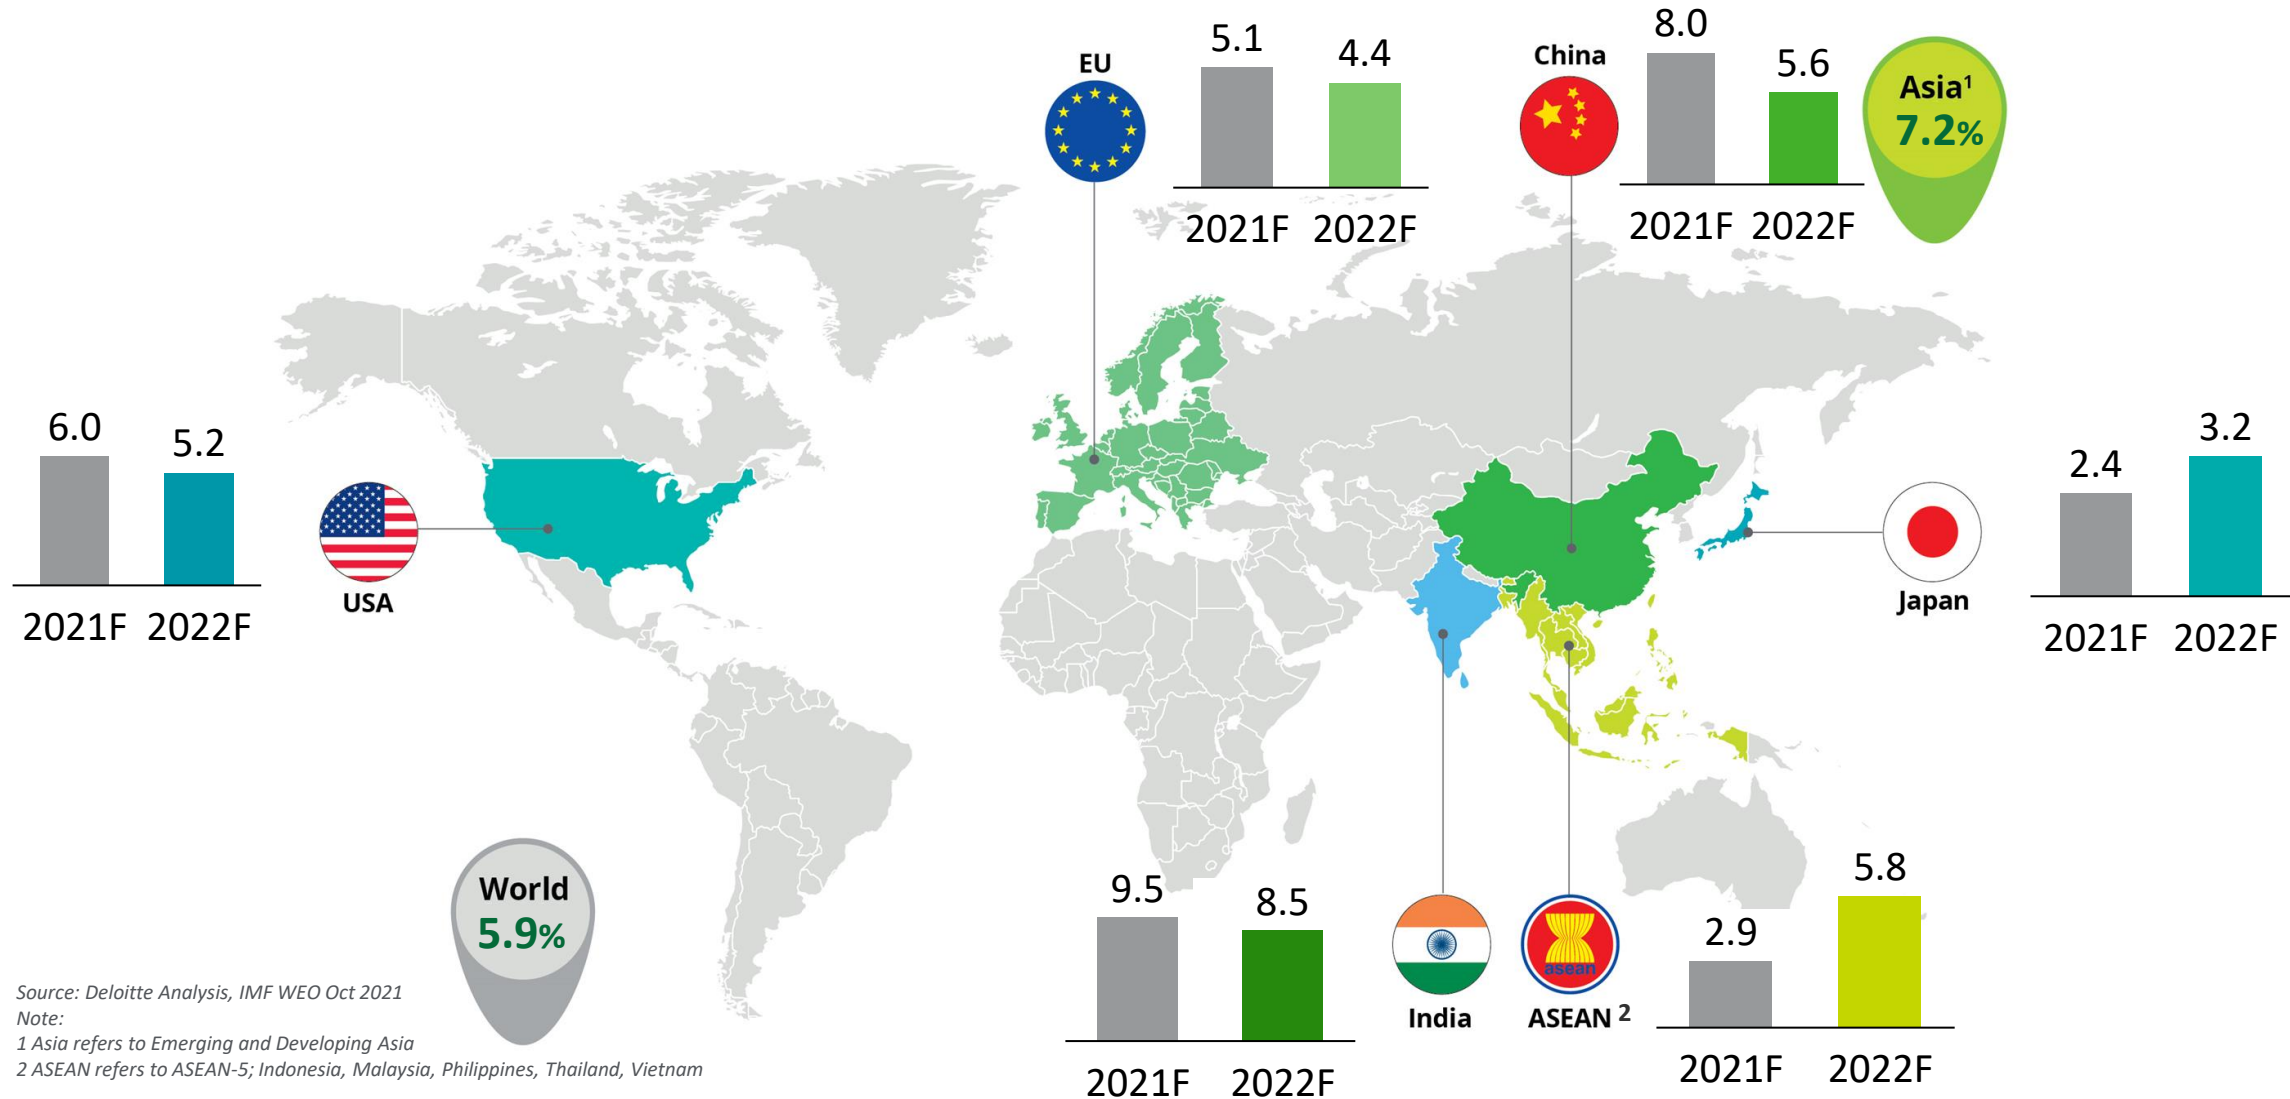 EU
5.1
4.4
2021F 2022F
China
8.0
5.6
2021F 2022F
Asia¹
7.2%
6.0
5.2
2021F 2022F
USA
2.4
3.2
2021F 2022F
Japan
World
5.9%
9.5
8.5
2021F 2022F
India
asean
ASEAN 2
2.9
5.8
2021F 2022F
Source: Deloitte Analysis, IMF WEO Oct 2021
Note:
1 Asia refers to Emerging and Developing Asia
2 ASEAN refers to ASEAN-5; Indonesia, Malaysia, Philippines, Thailand, Vietnam